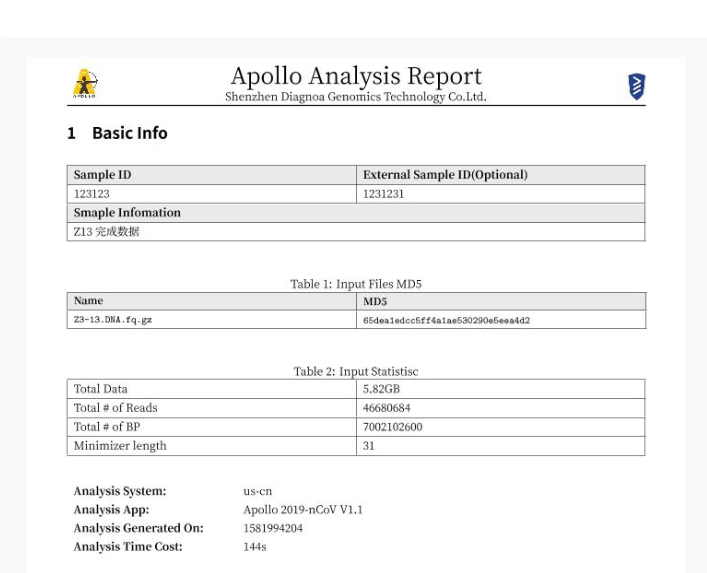 APOLLO
Apollo Analysis Report
Shenzhen Diagnoa Genomics Technology Co.Ltd.
1 Basic Info
Sample ID External Sample ID(Optional)
123123 1231231
Smaple Infomation
Z13 完成数据
Table 1: Input Files MD5
Name MD5
Z3-13.DNA.fq.gz 65dea1edcc5ff4a1ae530290e5eea4d2
Table 2: Input Statistisc
Total Data 5.82GB
Total # of Reads 46680684
Total # of BP 7002102600
Minimizer length 31
Analysis System: us-cn
Analysis App: Apollo 2019-nCoV V1.1
Analysis Generated On: 1581994204
Analysis Time Cost: 144s